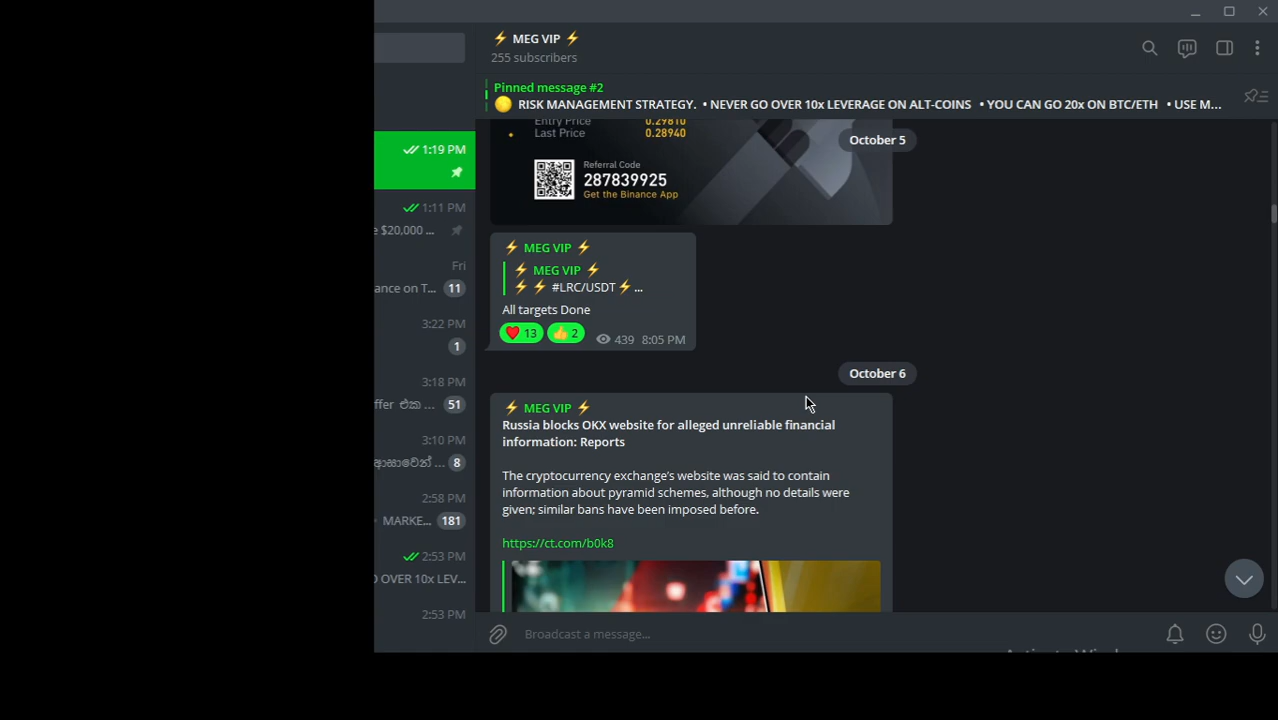 ⚡ MEG VIP ⚡
255 subscribers
Pinned message #2
RISK MANAGEMENT STRATEGY. • NEVER GO OVER 10x LEVERAGE ON ALT-COINS • YOU CAN GO 20x ON BTC/ETH • USE M...
Entry Price 0.29810
Last Price 0.28940
October 5
Referral Code
287839925
Get the Binance App
⚡ MEG VIP ⚡
⚡ MEG VIP ⚡
⚡⚡ #LRC/USDT⚡...
All targets Done
❤️ 13 👍 2 439 8:05 PM
October 6
⚡ MEG VIP ⚡
Russia blocks OKX website for alleged unreliable financial
information: Reports
The cryptocurrency exchange's website was said to contain
information about pyramid schemes, although no details were
given; similar bans have been imposed before.
https://ct.com/b0k8
Broadcast a message...
1:19 PM
1:11 PM
e $20,000 ...
Fri
ance on T... 11
3:22 PM
1
3:18 PM
ffer එක ... 51
3:10 PM
ආසාවෙන් ... 8
2:58 PM
MARKE... 181
2:53 PM
O OVER 10x LEV...
2:53 PM